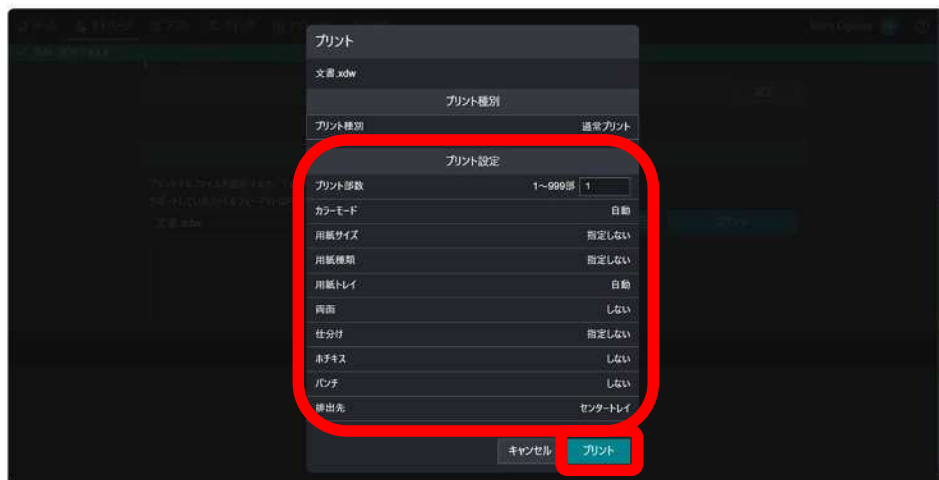 プリント
文書.xdw
プリント種別
プリント種別 通常プリント
プリント設定
プリント部数 1～999部 1
カラーモード 自動
用紙サイズ 指定しない
用紙種類 指定しない
用紙トレイ 自動
両面 しない
仕分け 指定しない
ホチキス しない
パンチ しない
排出先 センタートレイ
キャンセル プリント